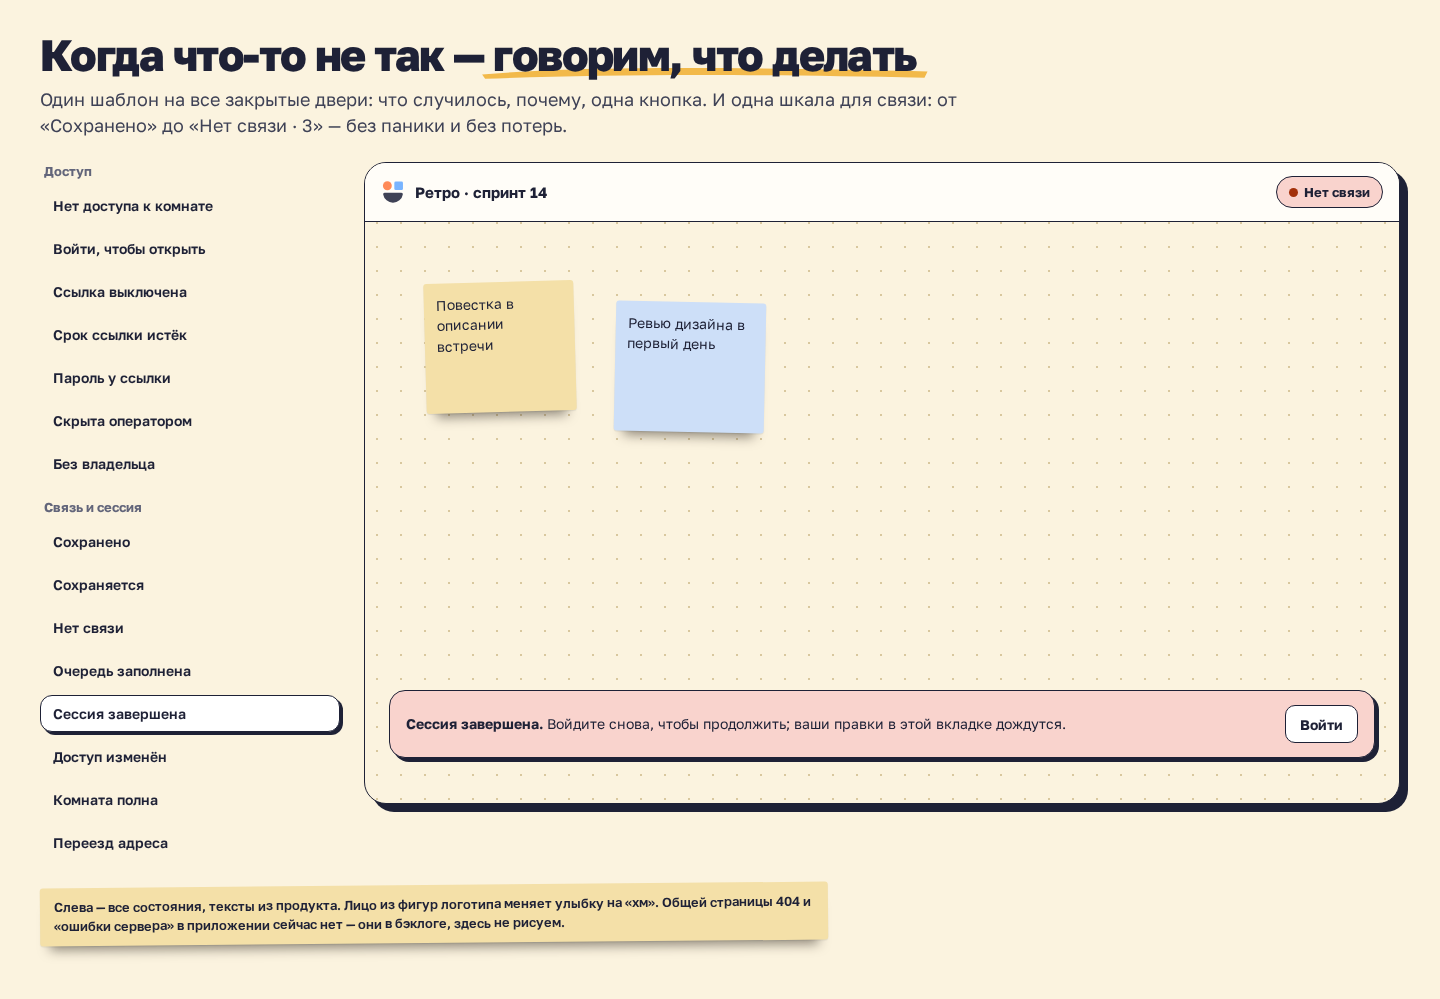 Когда что-то не так — говорим, что делать
Один шаблон на все закрытые двери: что случилось, почему, одна кнопка. И одна шкала для связи: от
«Сохранено» до «Нет связи · 3» — без паники и без потерь.
Доступ
Нет доступа к комнате
Войти, чтобы открыть
Ссылка выключена
Срок ссылки истёк
Пароль у ссылки
Скрыта оператором
Без владельца
Связь и сессия
Сохранено
Сохраняется
Нет связи
Очередь заполнена
Сессия завершена
Доступ изменён
Комната полна
Переезд адреса
Ретро · спринт 14
Нет связи
Повестка в
описании
встречи
Ревью дизайна в
первый день
Сессия завершена. Войдите снова, чтобы продолжить; ваши правки в этой вкладке дождутся.
Войти
Слева — все состояния, тексты из продукта. Лицо из фигур логотипа меняет улыбку на «хм». Общей страницы 404 и
«ошибки сервера» в приложении сейчас нет — они в бэклоге, здесь не рисуем.